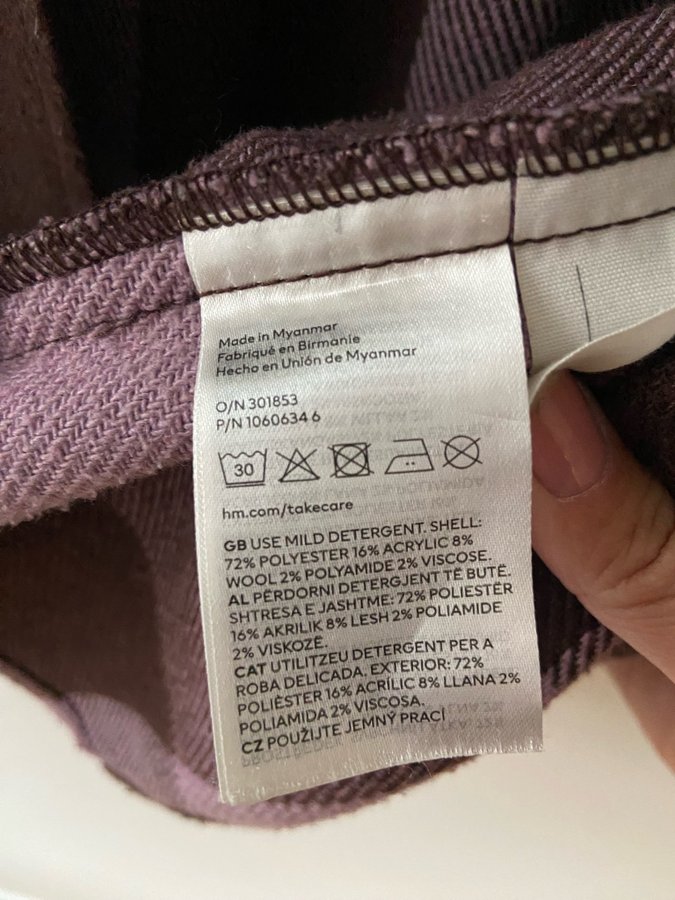 Made in Myanmar
Fabriqué en Birmanie
Hecho en Unión de Myanmar
O/N 301853
P/N 1060634 6
30
hm.com/takecare
GB USE MILD DETERGENT. SHELL:
72% POLYESTER 16% ACRYLIC 8%
WOOL 2% POLYAMIDE 2% VISCOSE.
AL PËRDORNI DETERGJENT TË BUTË.
SHTRESA E JASHTME: 72% POLIESTËR
16% AKRILIK 8% LESH 2% POLIAMIDE
2% VISKOZË.
CAT UTILITZEU DETERGENT PER A
ROBA DELICADA. EXTERIOR: 72%
POLIÈSTER 16% ACRÍLIC 8% LLANA 2%
POLIAMIDA 2% VISCOSA.
CZ POUŽIJTE JEMNÝ PRACÍ